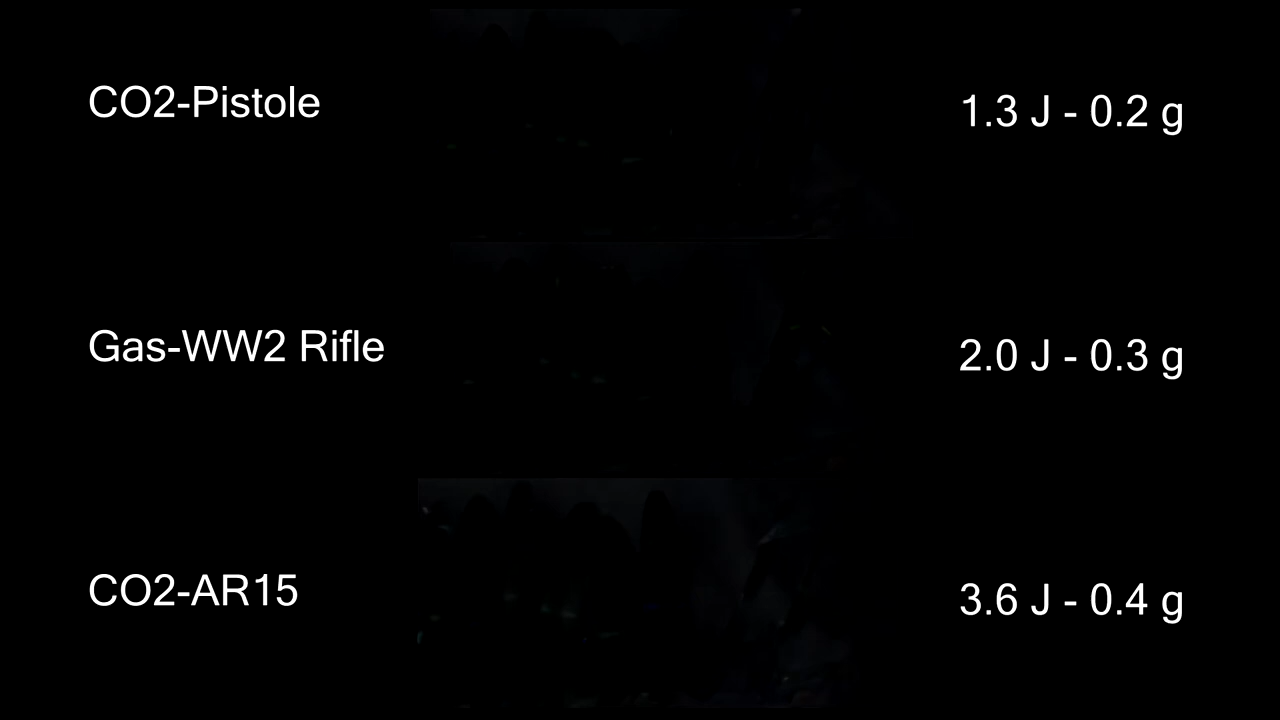 CO2-Pistole
1.3 J - 0.2 g
Gas-WW2 Rifle
2.0 J - 0.3 g
CO2-AR15
3.6 J - 0.4 g